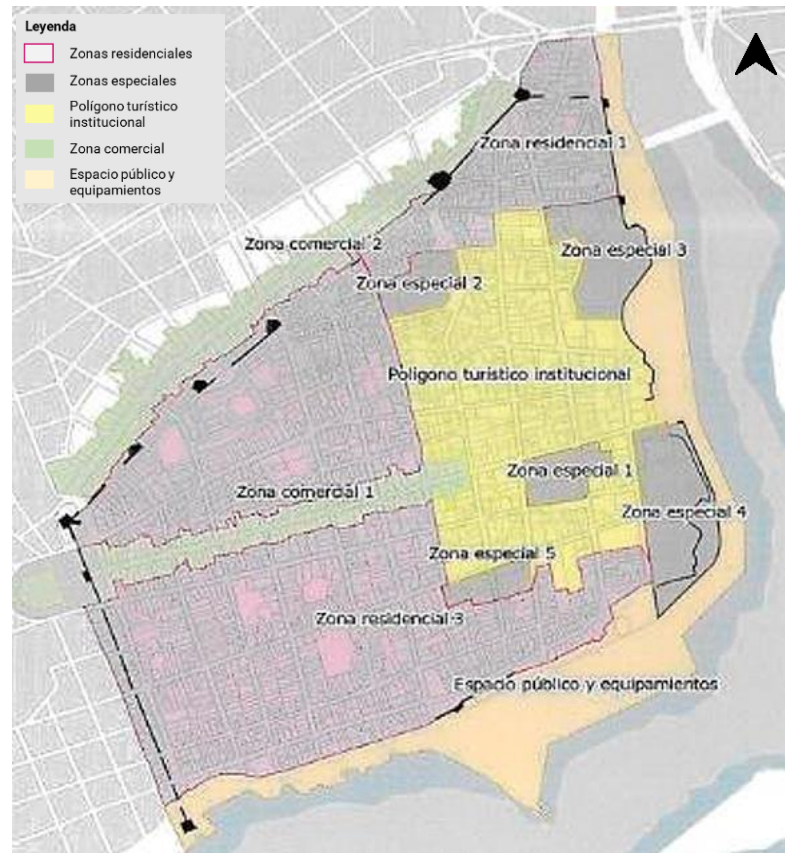 Leyenda
Zonas residenciales
Zonas especiales
Polígono turístico
institucional
Zona comercial
Espacio público y
equipamientos
Zona residencial 1
Zona comercial 2
Zona especial 3
Zona especial 2
Poligono turístico institucional
Zona especial 1
Zona comercial 1
Zona especial 4
Zona especial 5
Zona residencial 3
Espacio público y equipamientos